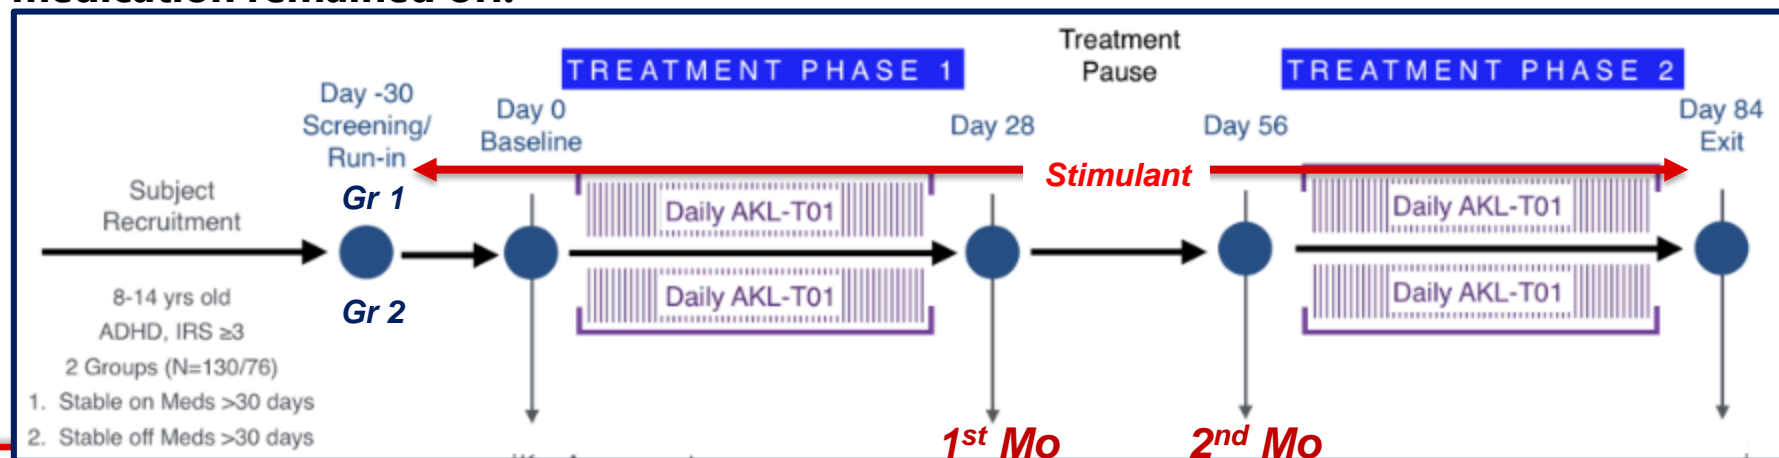 medication remained on.
TREATMENT PHASE 1
Treatment
Pause
TREATMENT PHASE 2
Day -30
Screening/
Run-in
Day 0
Baseline
Day 28
Day 56
Day 84
Exit
Stimulant
Subject
Recruitment
Gr 1
Gr 2
Daily AKL-T01
Daily AKL-T01
Daily AKL-T01
Daily AKL-T01
8-14 yrs old
ADHD, IRS ≥3
2 Groups (N=130/76)
1. Stable on Meds >30 days
2. Stable off Meds >30 days
1st Mo
2nd Mo